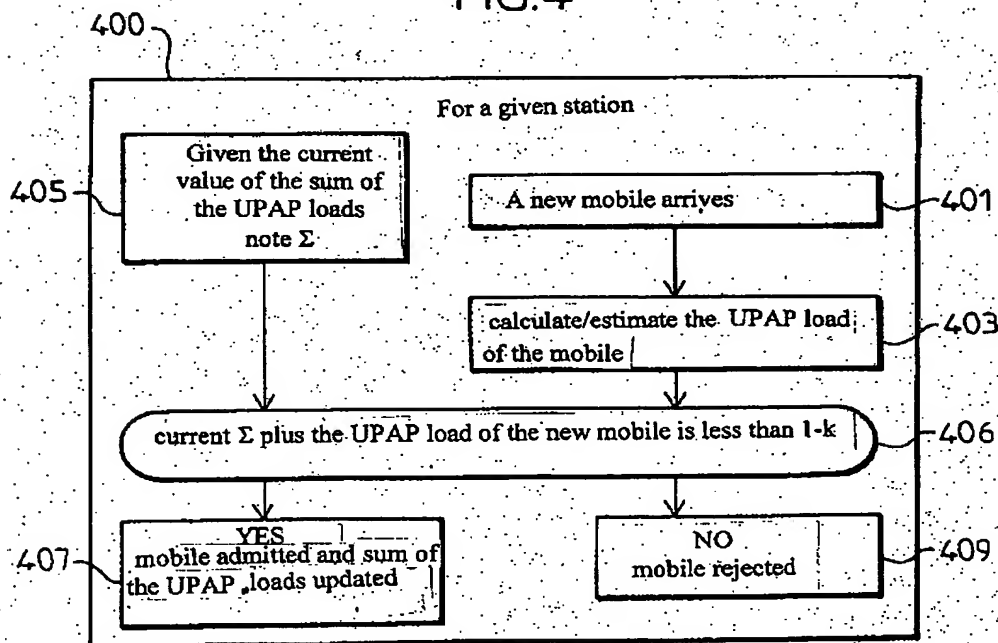 FIG.4
400
For a given station
405
Given the current
value of the sum of
the UPAP loads
note Σ
A new mobile arrives
401
calculate/estimate the UPAP load
of the mobile
403
current Σ plus the UPAP load of the new mobile is less than 1-k
406
407
YES
mobile admitted and sum of
the UPAP loads updated
NO
mobile rejected
409